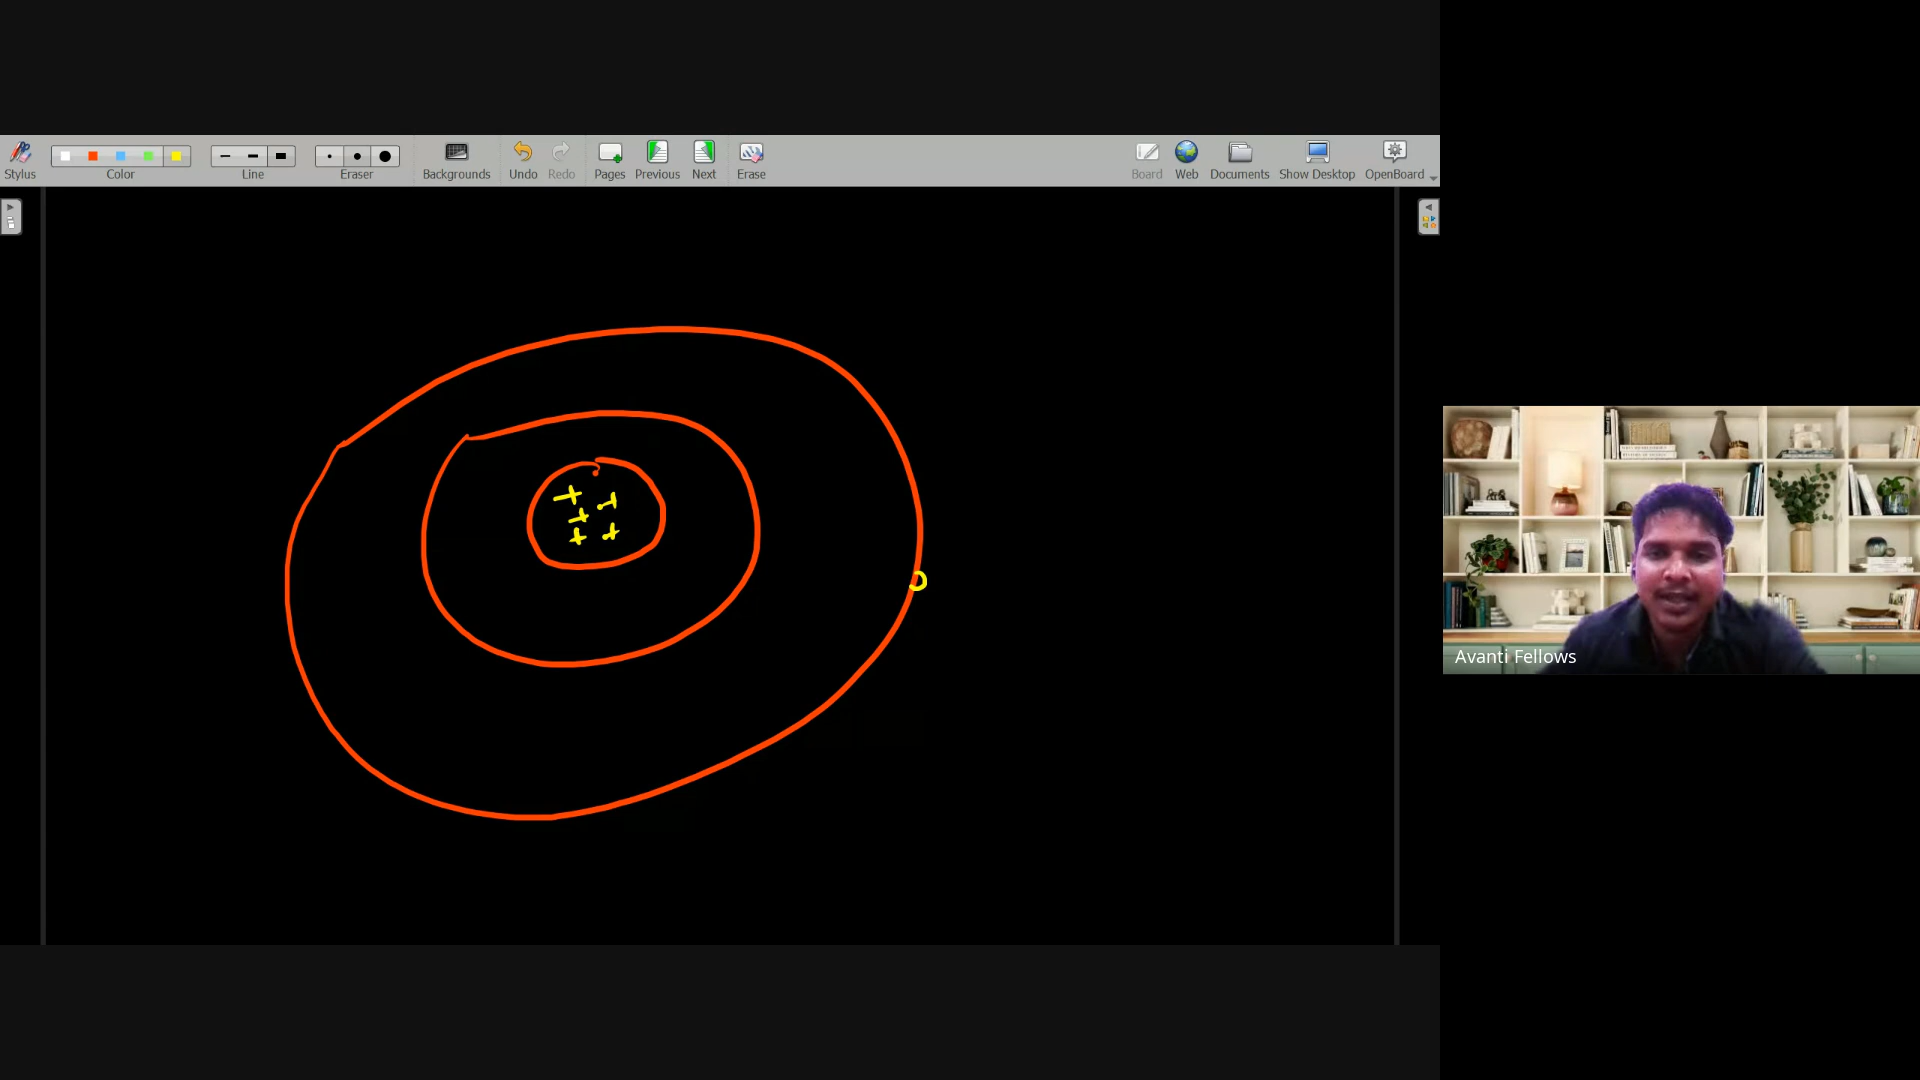 Stylus
Color
Line
Eraser
Backgrounds
Undo
Redo
Pages
Previous
Next
Erase
Board
Web
Documents
Show Desktop
OpenBoard
+ + + + +
Avanti Fellows